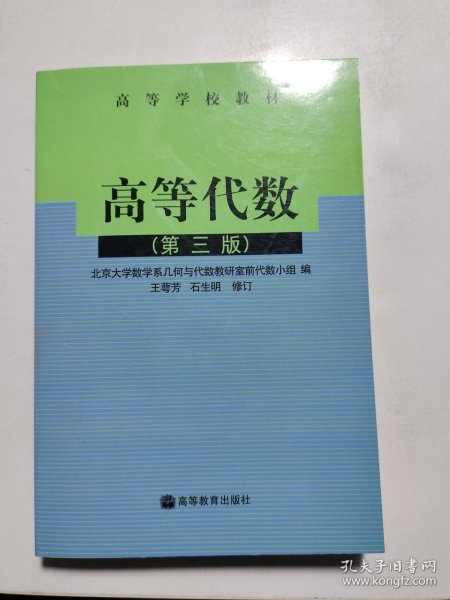 高等学校教材
高等代数
(第三版)
北京大学数学系几何与代数教研室前代数小组 编
王萼芳 石生明 修订
高等教育出版社
孔夫子旧书网
www.kongfz.com